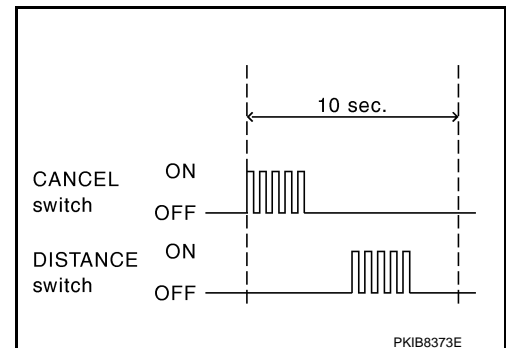 10 sec.
CANCEL
switch
ON
OFF
DISTANCE
switch
ON
OFF
PKIB8373E